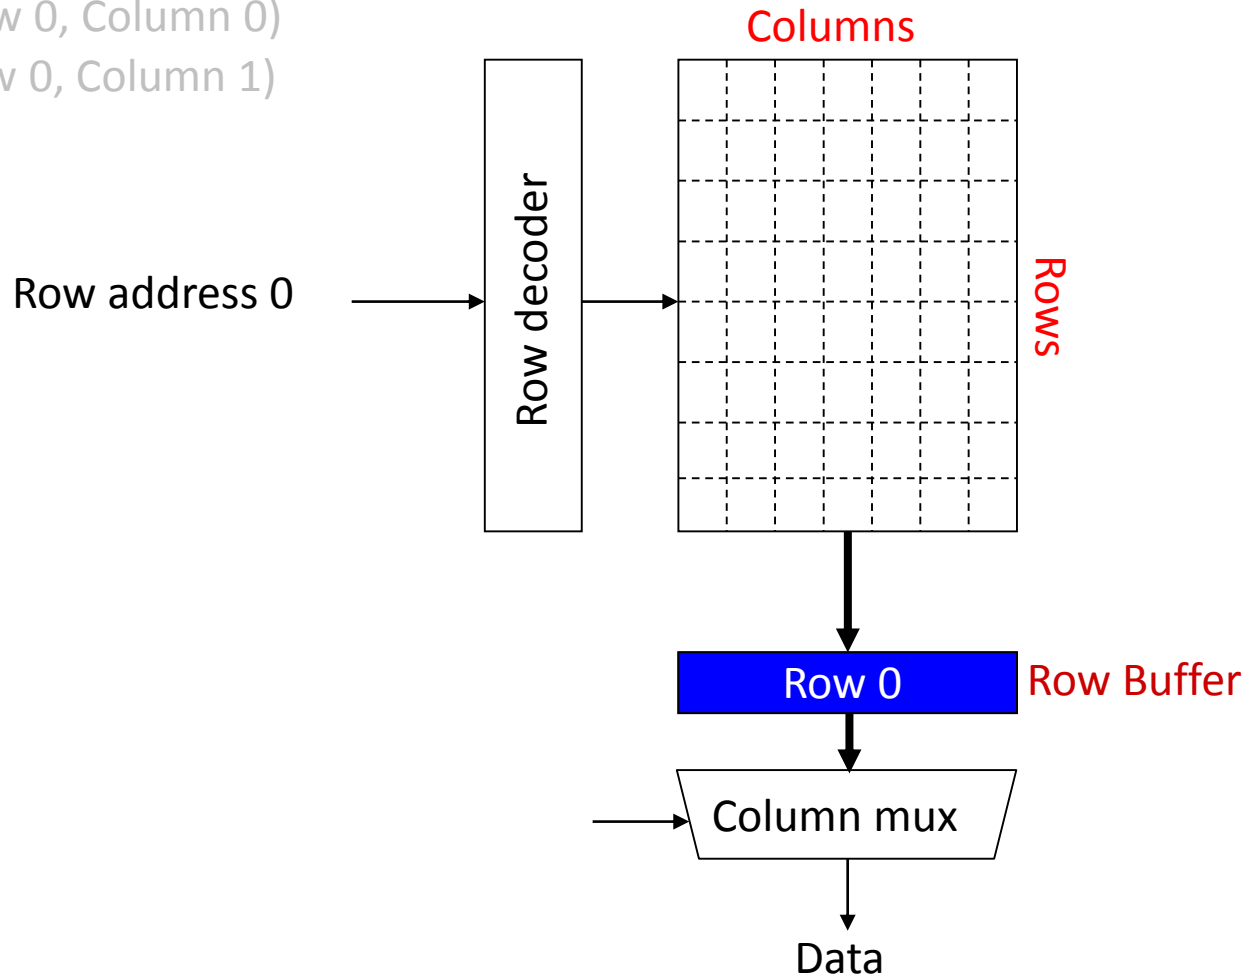 0, Column 0)
Columns
0, Column 1)
Row decoder
Row address 0
Rows
Row 0
Row Buffer
Column mux
Data